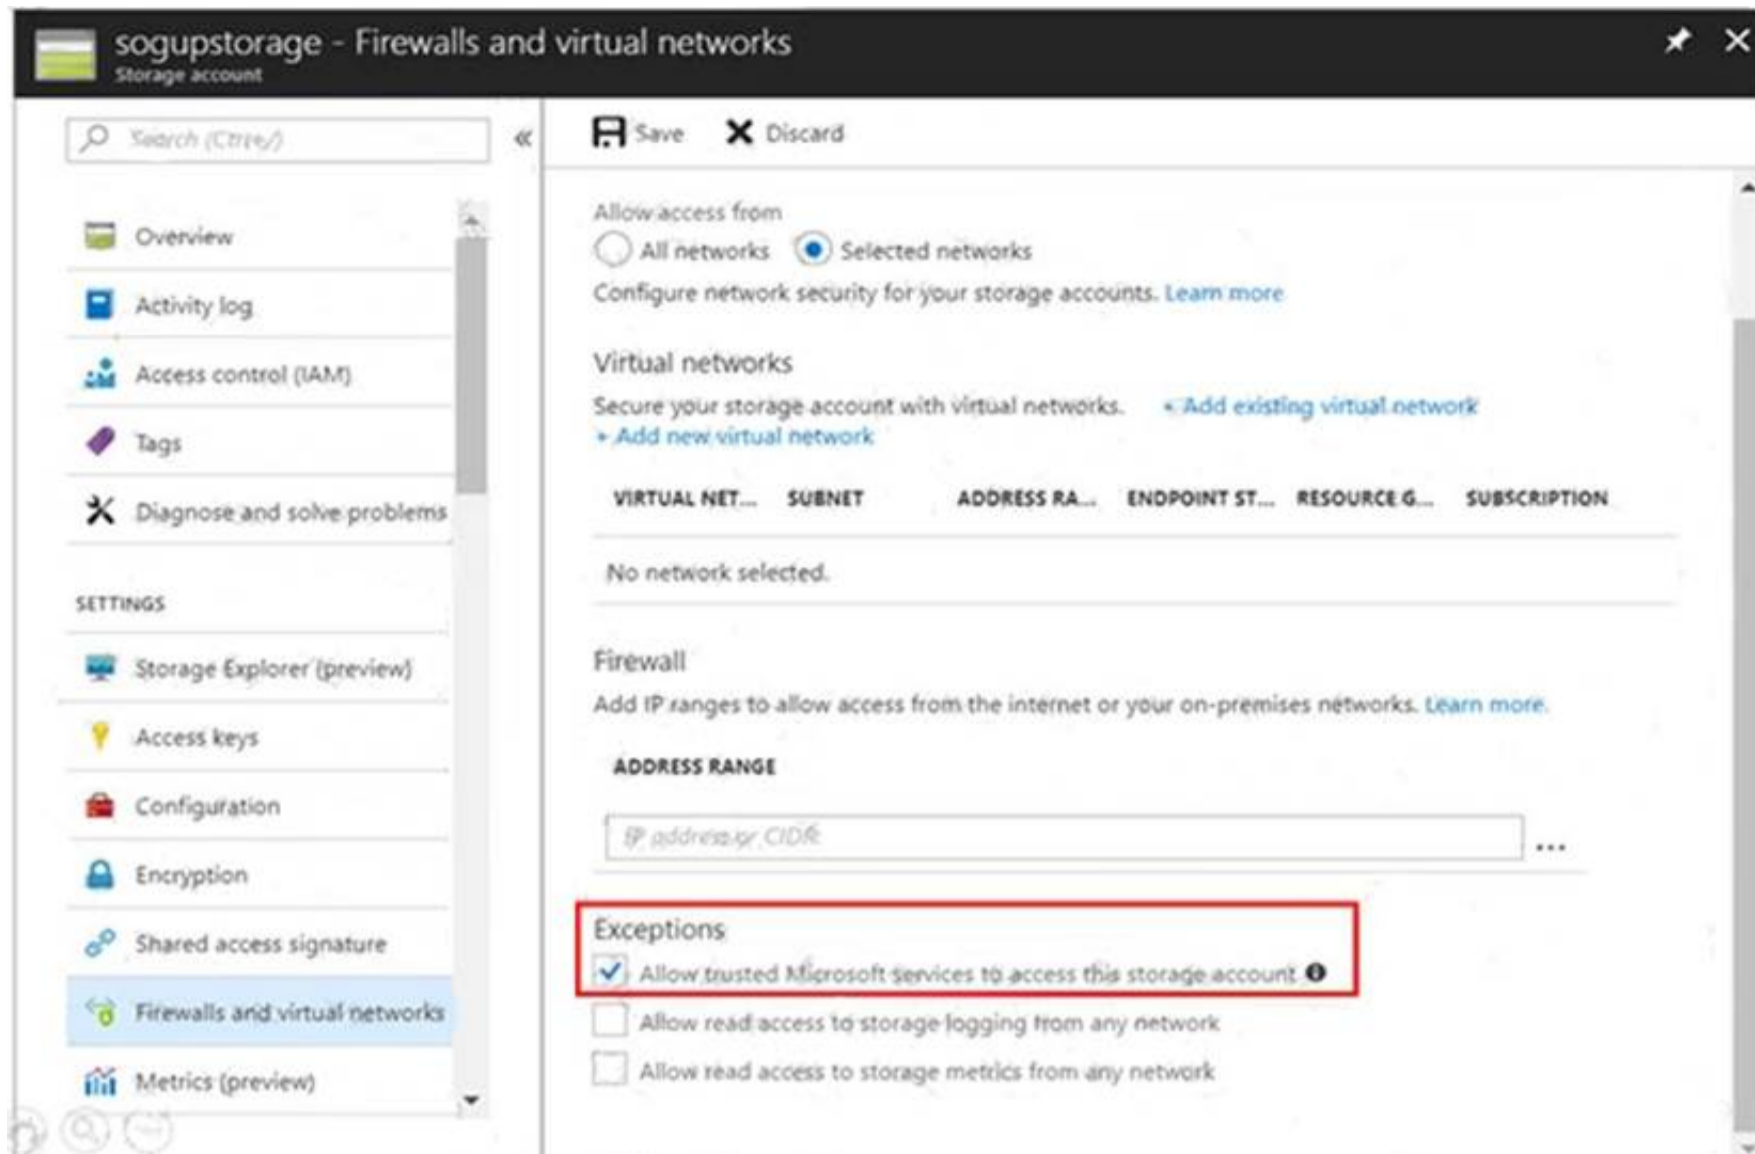 sogupstorage - Firewalls and virtual networks
Storage account
Search (Ctrl+/)
«
Save
Discard
Overview
Activity log
Access control (IAM)
Tags
Diagnose and solve problems
SETTINGS
Storage Explorer (preview)
Access keys
Configuration
Encryption
Shared access signature
Firewalls and virtual networks
Metrics (preview)
Allow access from
All networks Selected networks
Configure network security for your storage accounts. Learn more
Virtual networks
Secure your storage account with virtual networks. + Add existing virtual network
+ Add new virtual network
VIRTUAL NET... SUBNET ADDRESS RA... ENDPOINT ST... RESOURCE G... SUBSCRIPTION
No network selected.
Firewall
Add IP ranges to allow access from the internet or your on-premises networks. Learn more.
ADDRESS RANGE
IP address or CIDR
...
Exceptions
Allow trusted Microsoft services to access this storage account
Allow read access to storage logging from any network
Allow read access to storage metrics from any network